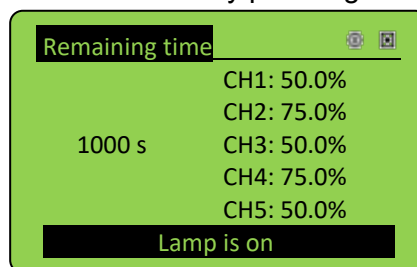 Remaining time
CH1: 50.0%
CH2: 75.0%
1000 s CH3: 50.0%
CH4: 75.0%
CH5: 50.0%
Lamp is on